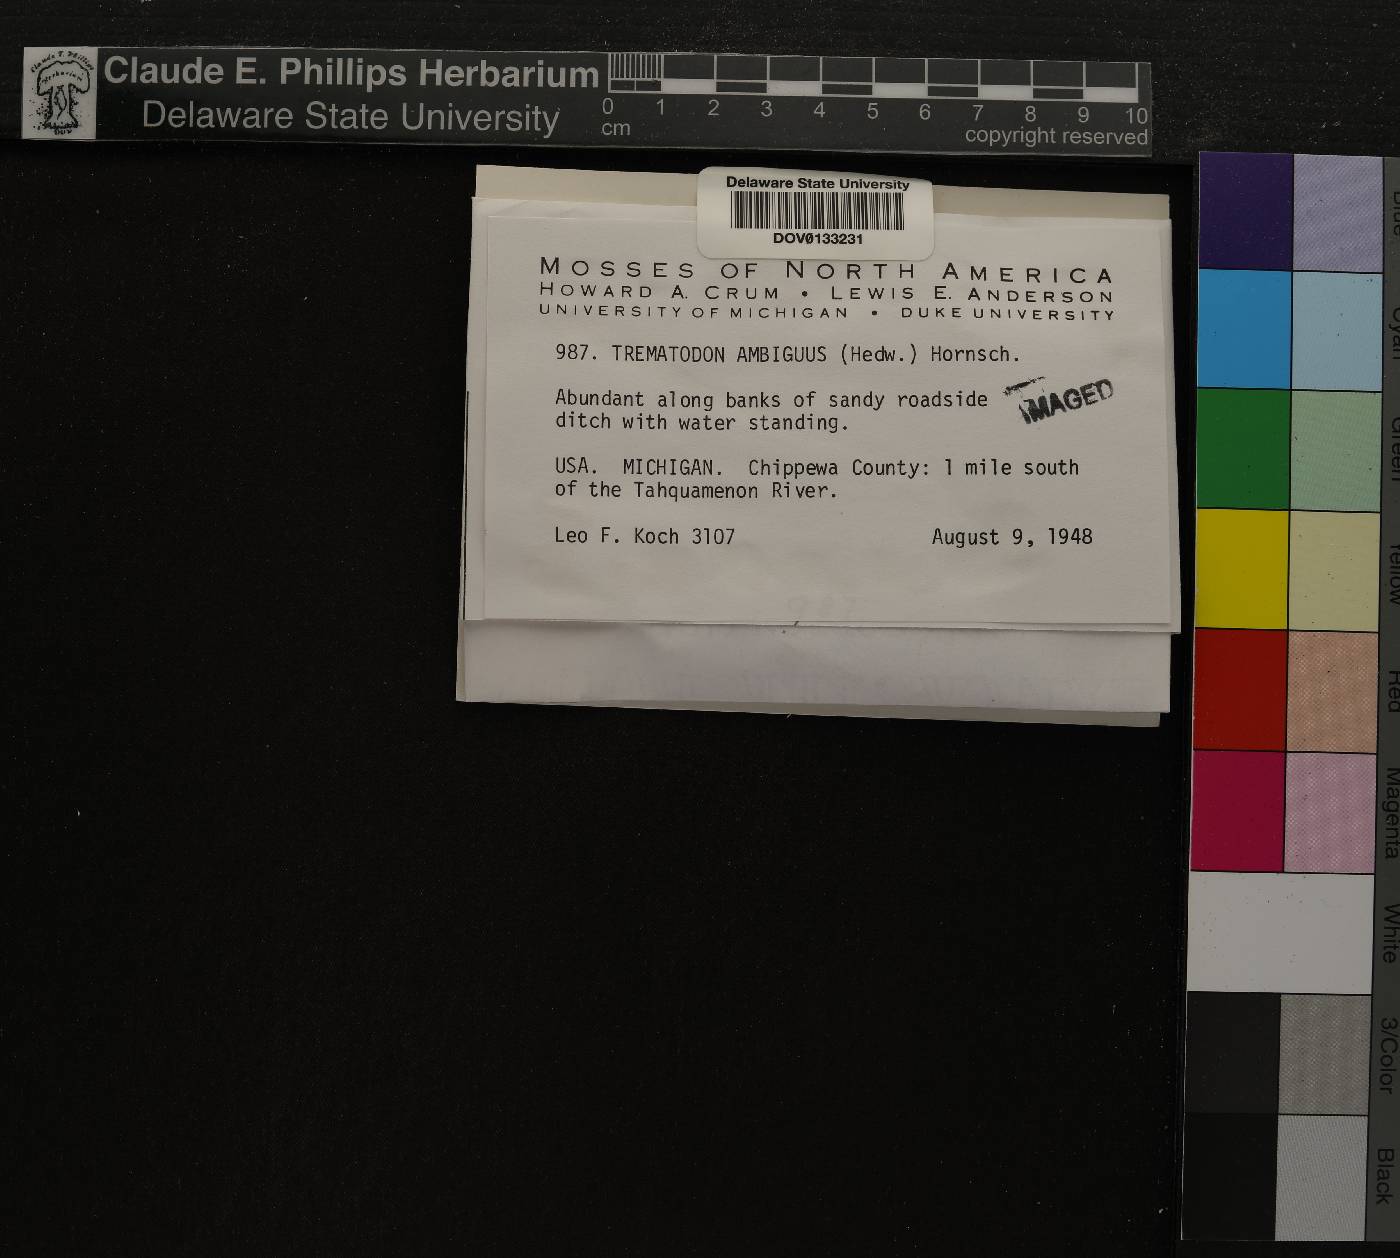 Claude E. Phillips Herbarium
Delaware State University
0 1 2 3 4 5 6 7 8 9 10
cm
copyright reserved
Delaware State University
DOV0133231
MOSSES OF NORTH AMERICA
HOWARD A. CRUM • LEWIS E. ANDERSON
UNIVERSITY OF MICHIGAN • DUKE UNIVERSITY
987. TREMATODON AMBIGUUS (Hedw.) Hornsch.
IMAGED
Abundant along banks of sandy roadside
ditch with water standing.
USA. MICHIGAN. Chippewa County: 1 mile south
of the Tahquamenon River.
Leo F. Koch 3107 August 9, 1948
Blue
Cyan
Green
Yellow
Red
Magenta
White
3/Color
Black